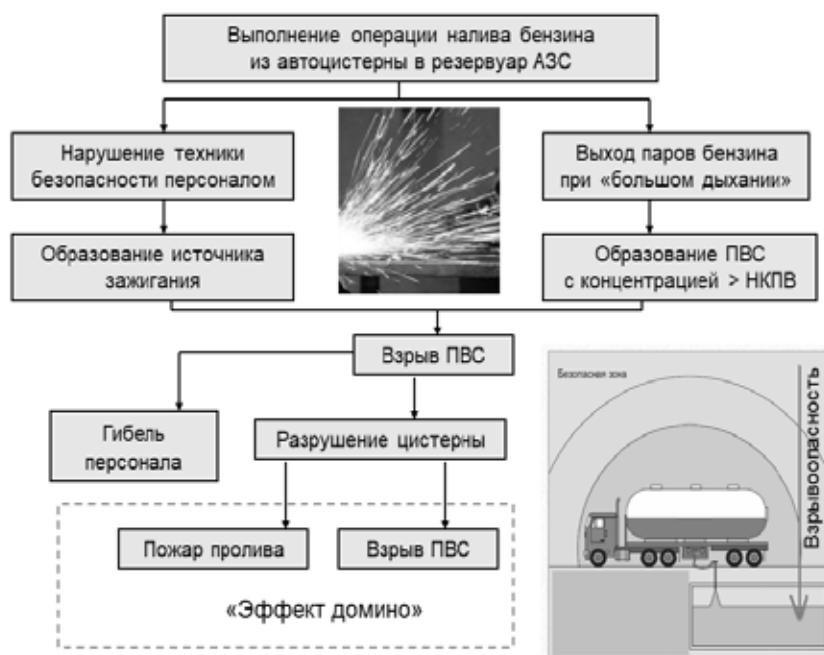 Выполнение операции налива бензина
из автоцистерны в резервуар АЗС
Нарушение техники
безопасности персоналом
Выход паров бензина
при «большом дыхании»
Образование источника
зажигания
Образование ПВС
с концентрацией > НКПВ
Взрыв ПВС
Гибель
персонала
Разрушение цистерны
Пожар пролива
Взрыв ПВС
«Эффект домино»
Безопасная зона
Взрывоопасность